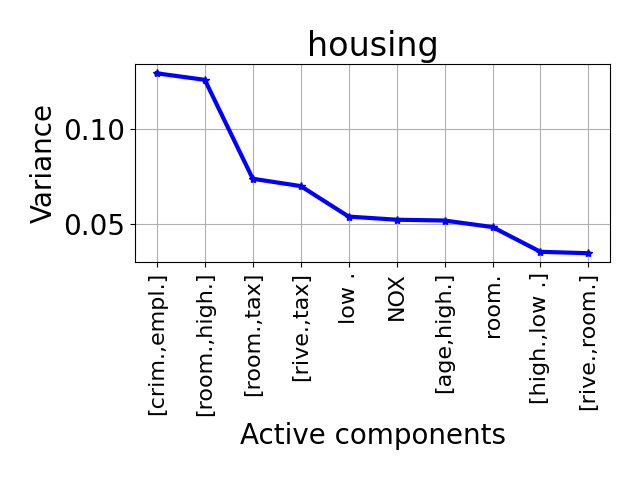 housing
Variance
0.10
0.05
[crim.,empl.]
[room.,high.]
[room.,tax]
[rive.,tax]
low .
NOX
[age,high.]
room.
[high.,low .]
[rive.,room.]
Active components